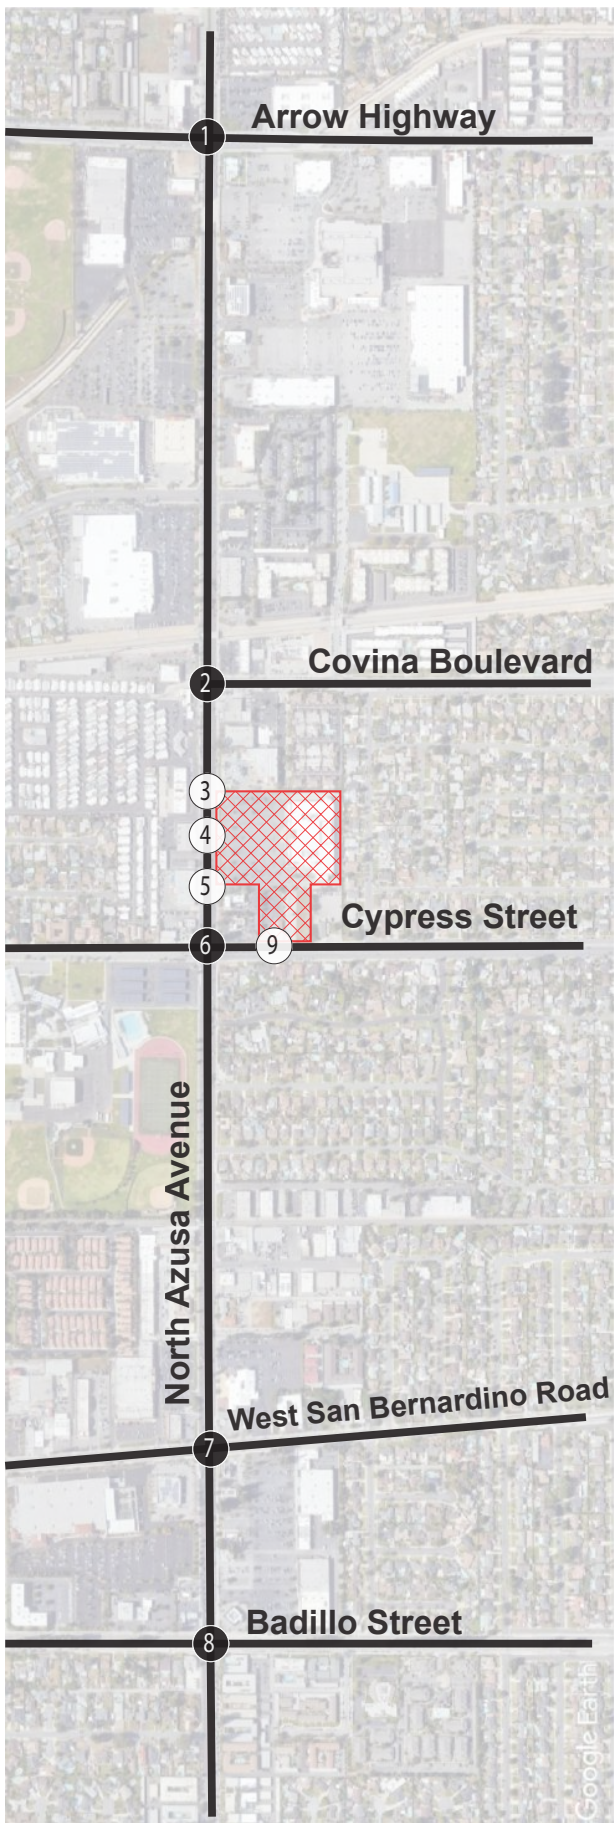 Arrow Highway
1
Covina Boulevard
2
3
4
5
Cypress Street
6
9
North Azusa Avenue
West San Bernardino Road
7
Badillo Street
8
Google Earth